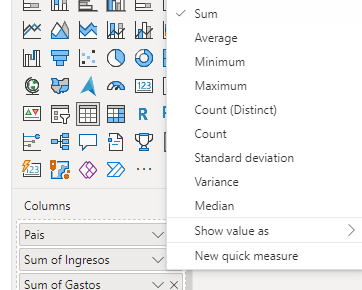 Sum
Average
Minimum
Maximum
Count (Distinct)
Count
Standard deviation
Variance
Median
Show value as
New quick measure
123
R
Columns
Pais
Sum of Ingresos
Sum of Gastos